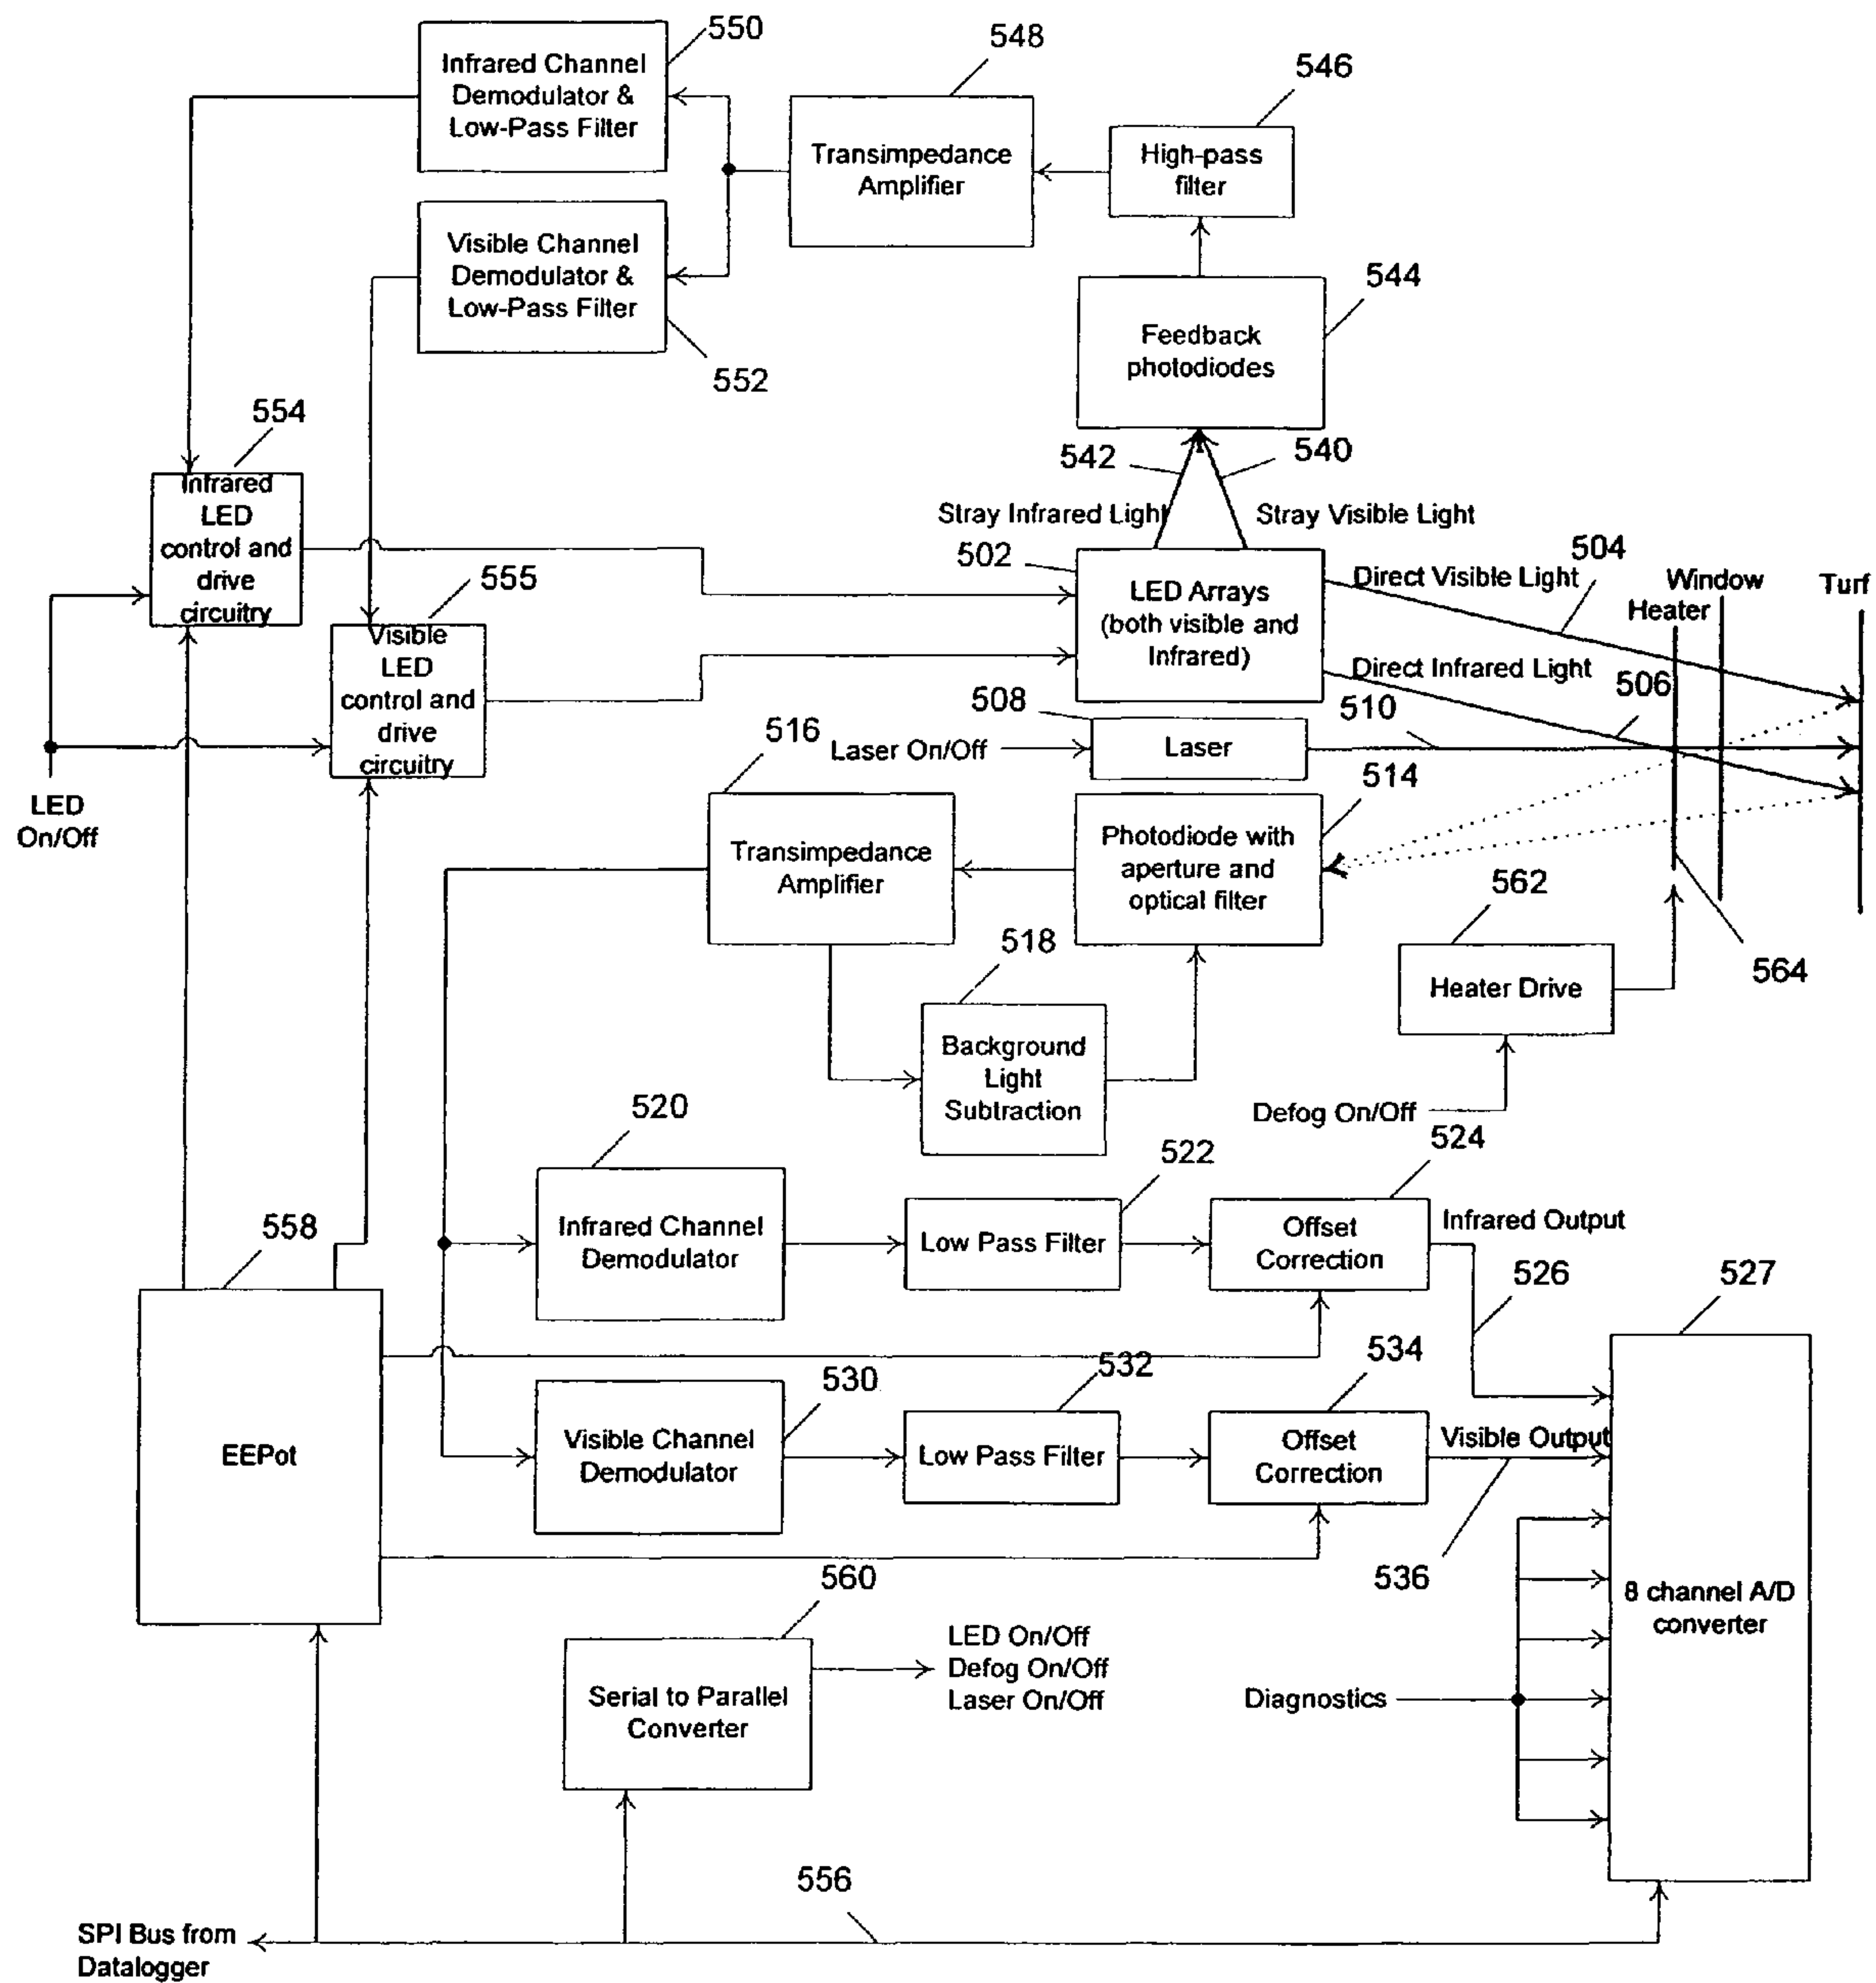 550
Infrared Channel
Demodulator &
Low-Pass Filter
548
Transimpedance
Amplifier
546
High-pass
filter
Visible Channel
Demodulator &
Low-Pass Filter
552
544
Feedback
photodiodes
554
Infrared
LED
control and
drive
circuitry
542
540
Stray Infrared Light
Stray Visible Light
555
Visible
LED
control and
drive
circuitry
502
LED Arrays
(both visible and
Infrared)
Direct Visible Light
504
Window
Heater
Turf
Direct Infrared Light
506
510
508
Laser On/Off
Laser
LED
On/Off
516
Transimpedance
Amplifier
514
Photodiode with
aperture and
optical filter
562
Heater Drive
564
518
Background
Light
Subtraction
Defog On/Off
520
Infrared Channel
Demodulator
522
Low Pass Filter
524
Offset
Correction
Infrared Output
526
527
558
EEPot
530
Visible Channel
Demodulator
532
Low Pass Filter
534
Offset
Correction
Visible Output
536
8 channel A/D
converter
560
Serial to Parallel
Converter
LED On/Off
Defog On/Off
Laser On/Off
Diagnostics
556
SPI Bus from
Datalogger